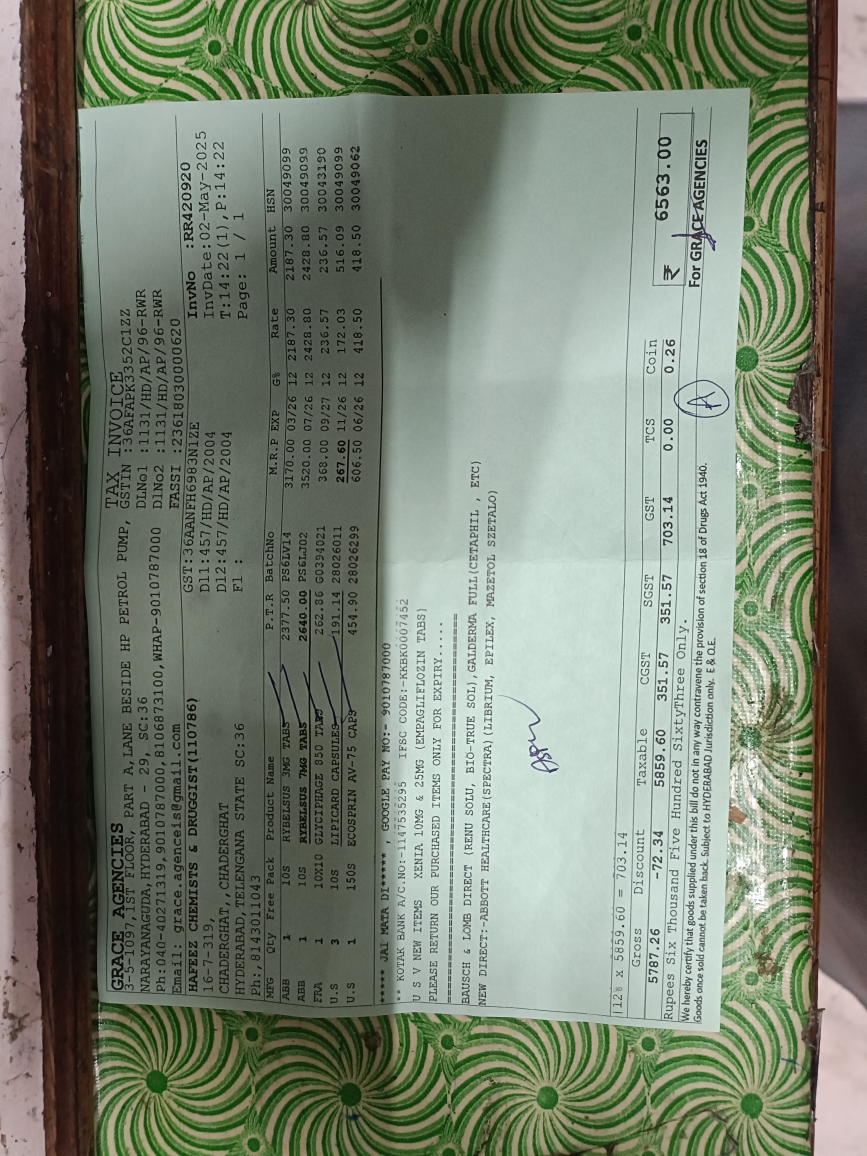 TAX INVOICE
GRACE AGENCIES
3-5-1097,1ST FLOOR, PART A,LANE BESIDE HP PETROL PUMP, GSTIN :36AFAPK3352C1ZZ
NARAYANAGUDA,HYDERABAD - 29, SC:36 DLNo1 :1131/HD/AP/96-RWR
Ph:040-40271319,9010787000,8106873100,WHAP-9010787000 DlNo2 :1131/HD/AP/96-RWR
Email: grace.agencels@gmail.com FASSI :23618030000620
HAFEEZ CHEMISTS & DRUGGIST(110786) GST:36AANFH6983N1ZE InvNo :RR420920
16-7-319, D11:457/HD/AP/2004 InvDate:02-May-2025
CHADERGHAT,,CHADERGHAT D12:457/HD/AP/2004 T:14:22(1),P:14:22
HYDERABAD,TELENGANA STATE SC:36 Fl : Page: 1 / 1
Ph:,8143011043
MFG Qty Free Pack Product Name P.T.R BatchNo M.R.P EXP G% Rate Amount HSN
ABB 1 10S RYBELSUS 3MG TABS 2377.50 PS6LV14 3170.00 03/26 12 2187.30 2187.30 30049099
ABB 1 10S RYBELSUS 7MG TABS 2640.00 PS6LJ02 3520.00 07/26 12 2428.80 2428.80 30049099
FRA 1 10X10 GLYCIPHAGE 850 TABS 262.86 G0394021 368.00 09/27 12 236.57 236.57 30043190
U.S 3 10S LIPICARD CAPSULES 191.14 28026011 267.60 11/26 12 172.03 516.09 30049099
U.S 1 150S ECOSPRIN AV-75 CAPS 454.90 28026299 606.50 06/26 12 418.50 418.50 30049062
***** JAI MATA DI***** , GOOGLE PAY NO:- 9010787000
** KOTAK BANK A/C.NO:-1147535295 IFSC CODE:-KKBK0007452
U S V NEW ITEMS XENIA 10MG & 25MG (EMPAGLIFLOZIN TABS)
PLEASE RETURN OUR PURCHASED ITEMS ONLY FOR EXPIRY......
BAUSCH & LOMB DIRECT (RENU SOLU, BIO-TRUE SOL),GALDERMA FULL(CETAPHIL , ETC)
NEW DIRECT:-ABBOTT HEALTHCARE(SPECTRA)(LIBRIUM, EPILEX, MAZETOL SZETALO)
12% X 5859.60 = 703.14
Gross Discount Taxable CGST SGST GST TCS Coin
5787.26 -72.34 5859.60 351.57 351.57 703.14 0.00 0.26 ₹ 6563.00
Rupees Six Thousand Five Hundred SixtyThree Only.
We hereby certify that goods supplied under this bill do not in any way contravene the provision of section 18 of Drugs Act 1940. For GRACE AGENCIES
Goods once sold cannot be taken back. Subject to HYDERABAD Jurisdiction only. E & O.E.
A